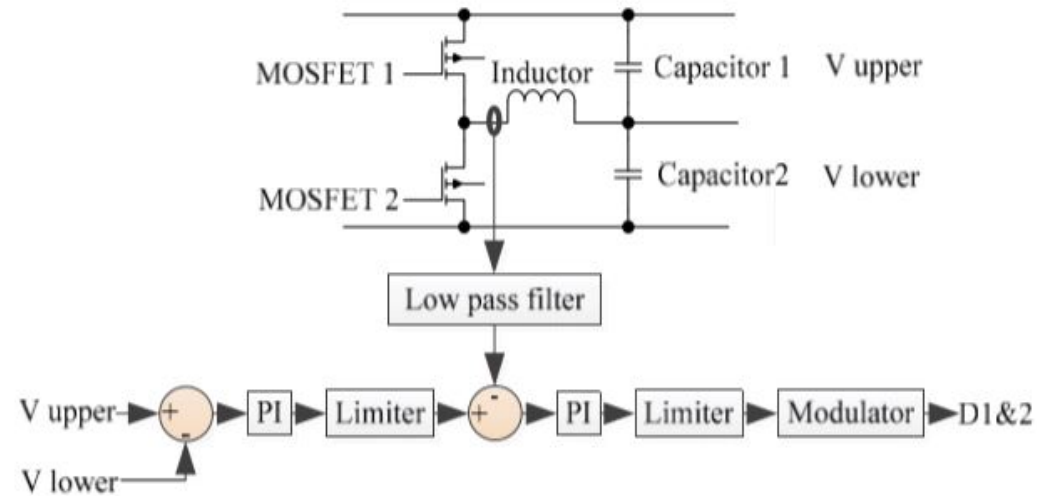 MOSFET 1
Inductor
Capacitor 1
V upper
MOSFET 2
Capacitor2
V lower
Low pass filter
V upper
+
-
PI
Limiter
+
-
PI
Limiter
Modulator
D1&2
V lower